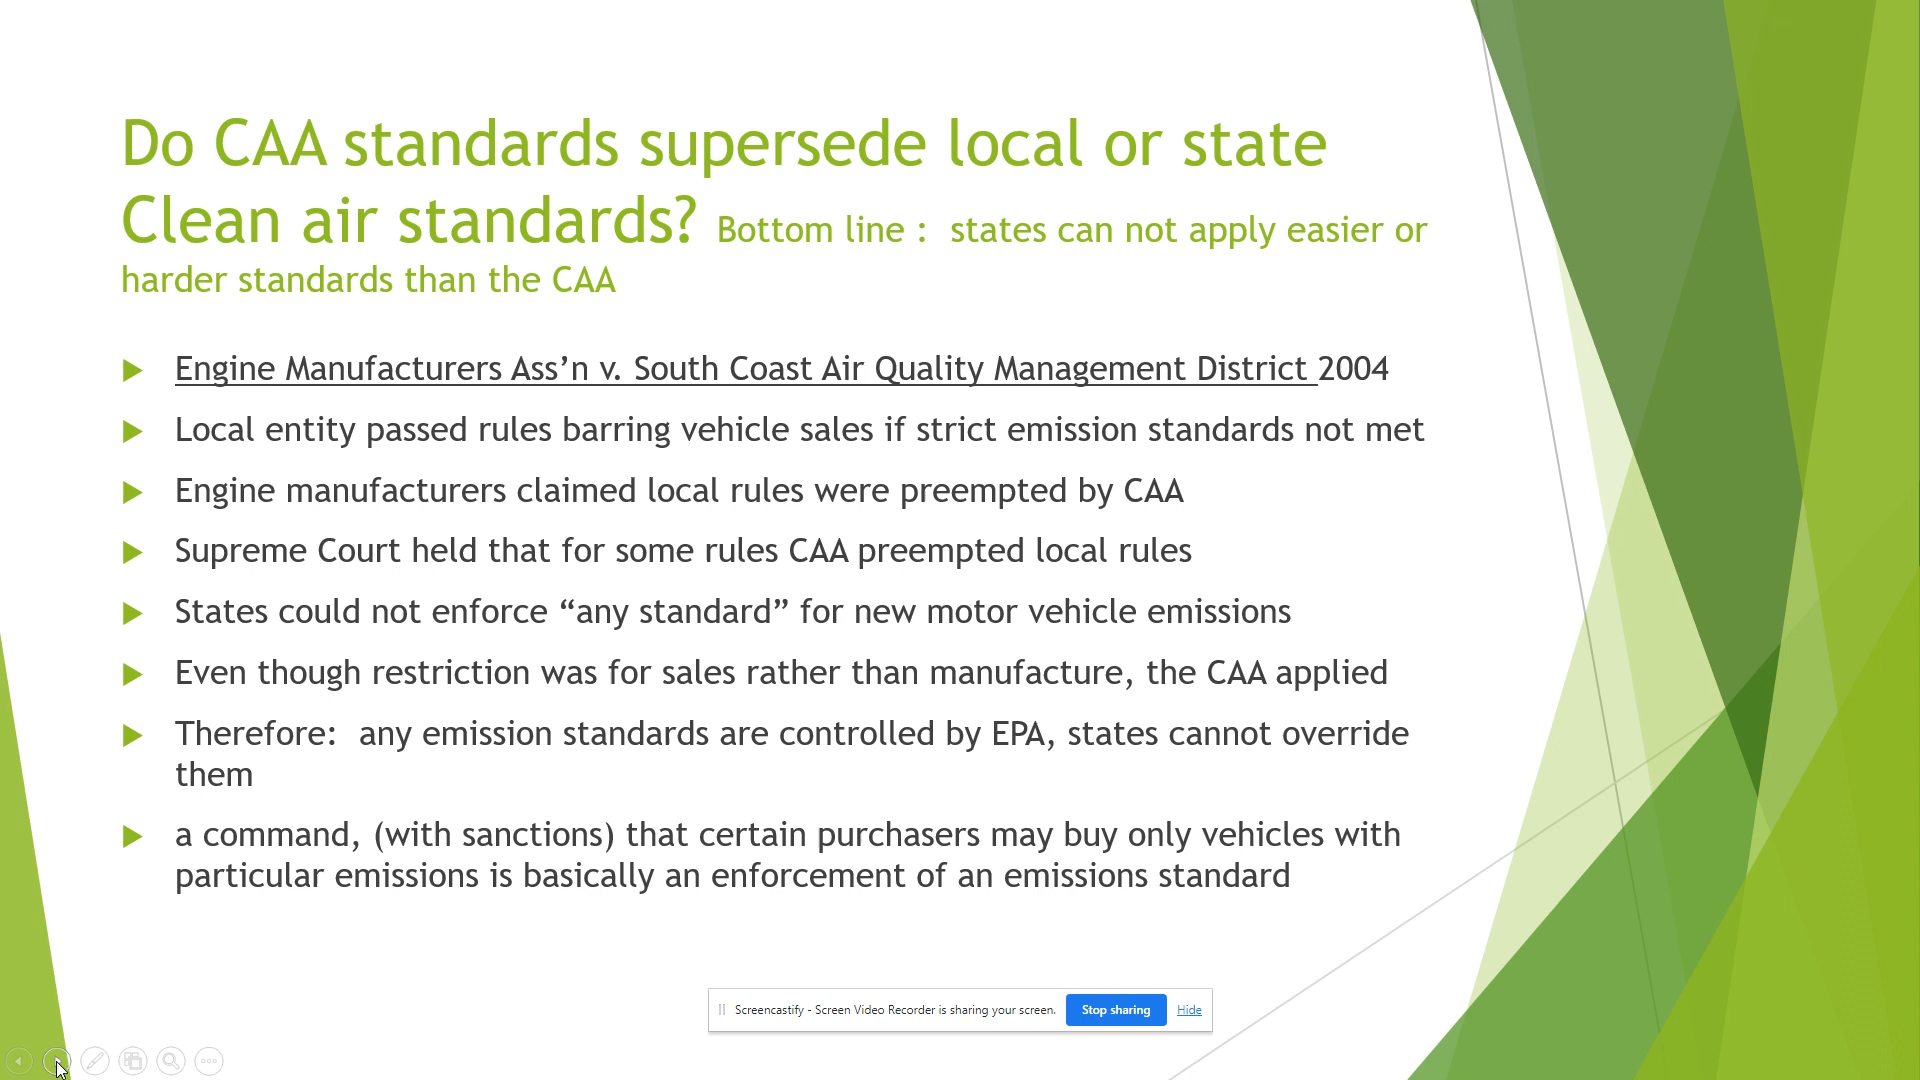 Do CAA standards supersede local or state
Clean air standards? Bottom line :  states can not apply easier or
harder standards than the CAA
Engine Manufacturers Ass’n v. South Coast Air Quality Management District 2004
Local entity passed rules barring vehicle sales if strict emission standards not met
Engine manufacturers claimed local rules were preempted by CAA
Supreme Court held that for some rules CAA preempted local rules
States could not enforce “any standard” for new motor vehicle emissions
Even though restriction was for sales rather than manufacture, the CAA applied
Therefore:  any emission standards are controlled by EPA, states cannot override
them
a command, (with sanctions) that certain purchasers may buy only vehicles with
particular emissions is basically an enforcement of an emissions standard
Screencastify - Screen Video Recorder is sharing your screen. Stop sharing Hide